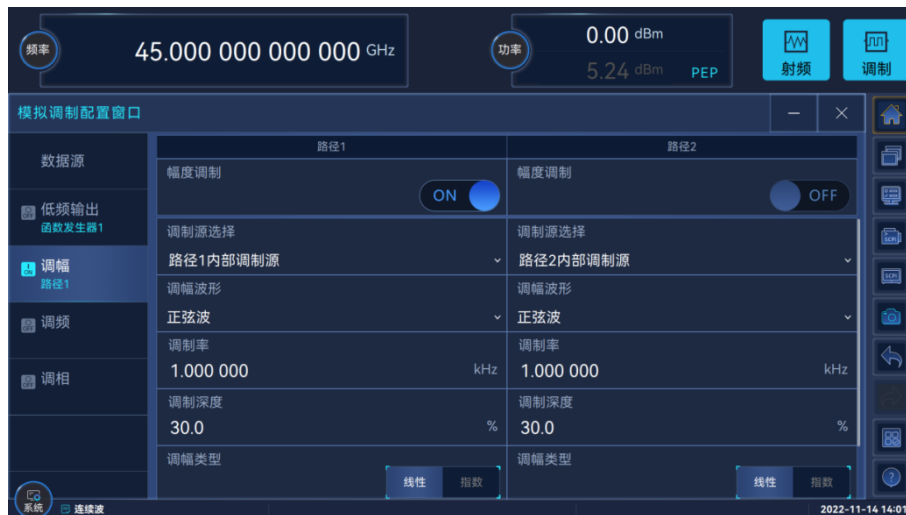 频率
45.000 000 000 000 GHz
功率
0.00 dBm
5.24 dBm PEP
射频
调制
模拟调制配置窗口
数据源
低频输出
函数发生器1
调幅
路径1
调频
调相
路径1
幅度调制
ON
调制源选择
路径1内部调制源
调幅波形
正弦波
调制率
1.000 000 kHz
调制深度
30.0 %
调幅类型
线性 指数
路径2
幅度调制
OFF
调制源选择
路径2内部调制源
调幅波形
正弦波
调制率
1.000 000 kHz
调制深度
30.0 %
调幅类型
线性 指数
SCPI
SCPI
系统
连续波
2022-11-14 14:01